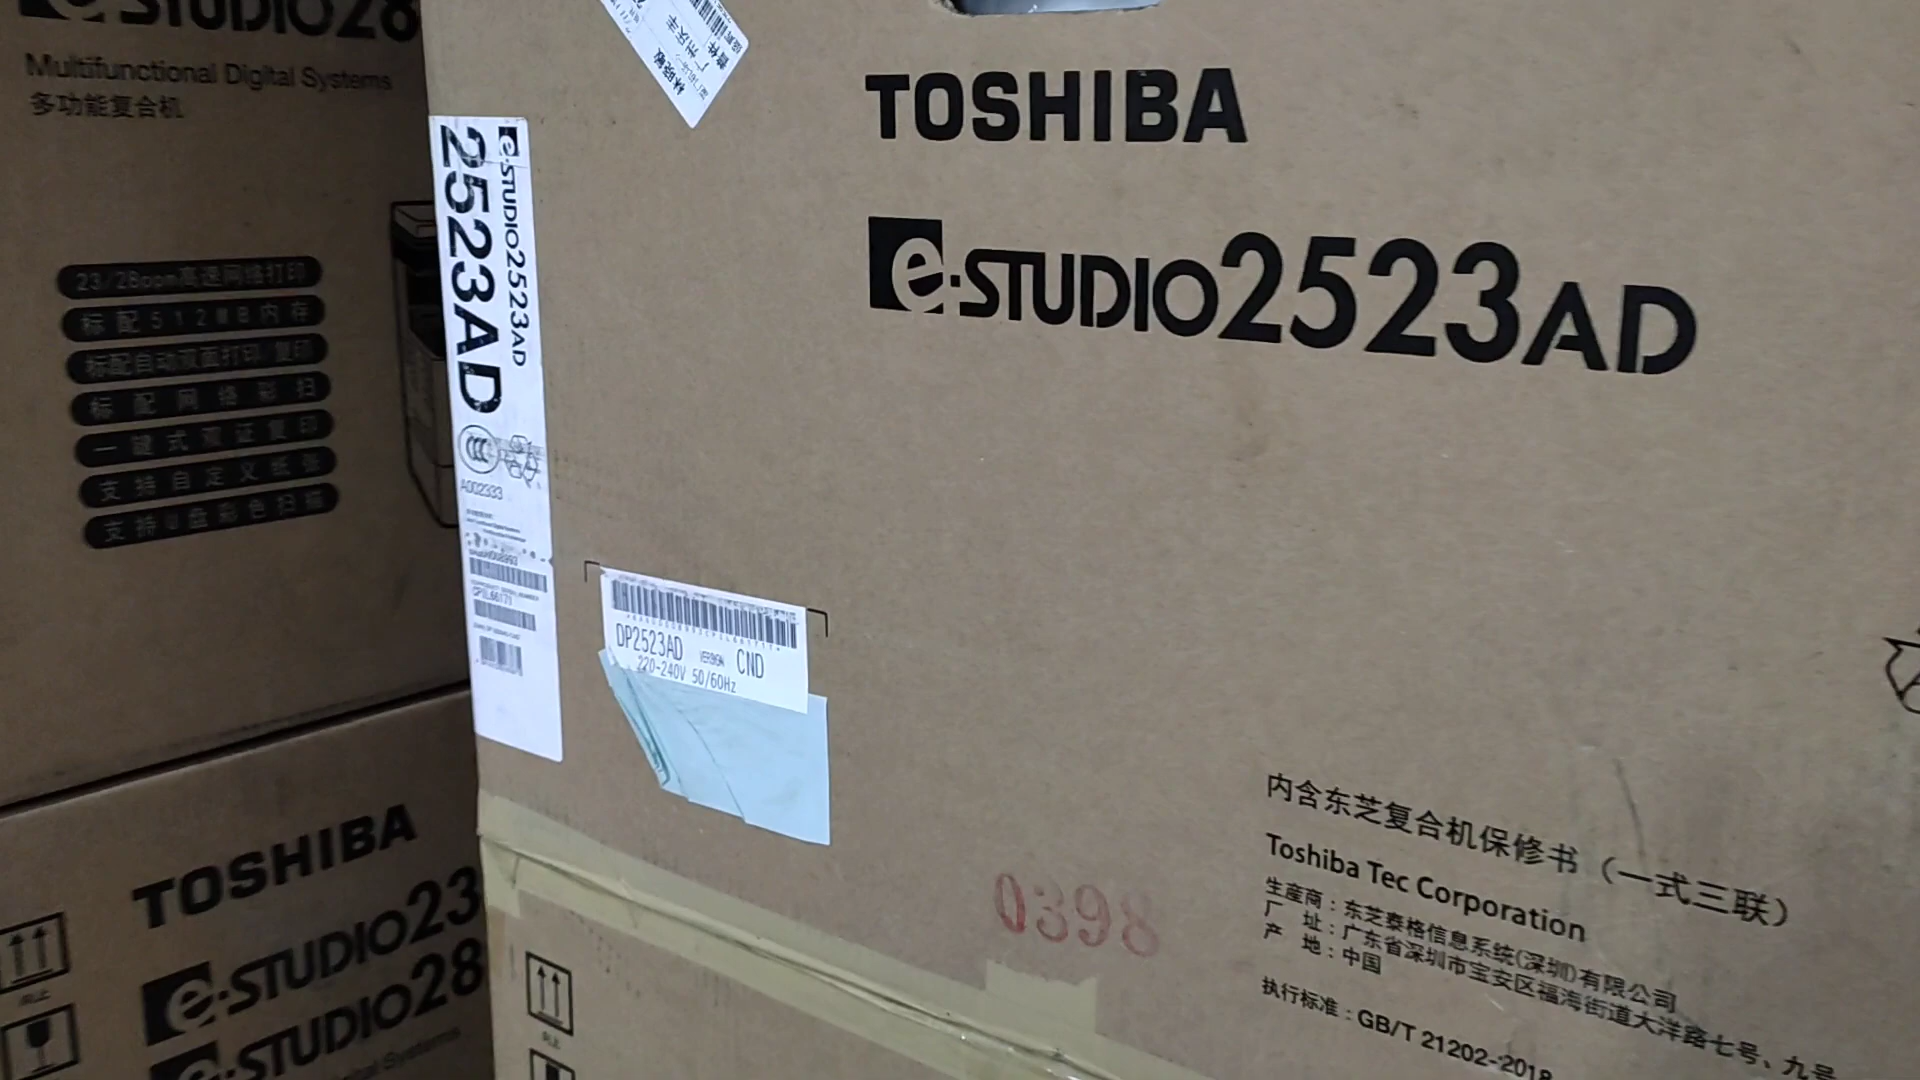 e-STUDIO28
Multifunctional Digital Systems
多功能复合机
23/28ppm高速网络打印
标配512MB内存
标配自动双面打印/复印
标配网络彩扫
一键式双证复印
支持自定义纸张
支持U盘彩色扫描
TOSHIBA
e-STUDIO23
e-STUDIO28
e-STUDIO2523AD
2523AD
A002333
CPIL66171
TOSHIBA
e-STUDIO2523AD
DP2523AD VERSION CND
220-240V 50/60Hz
0398
内含东芝复合机保修书（一式三联）
Toshiba Tec Corporation
生産商：东芝泰格信息系统(深圳)有限公司
厂 址：广东省深圳市宝安区福海街道大洋路七号、九号
产 地：中国
执行标准：GB/T 21202-2018